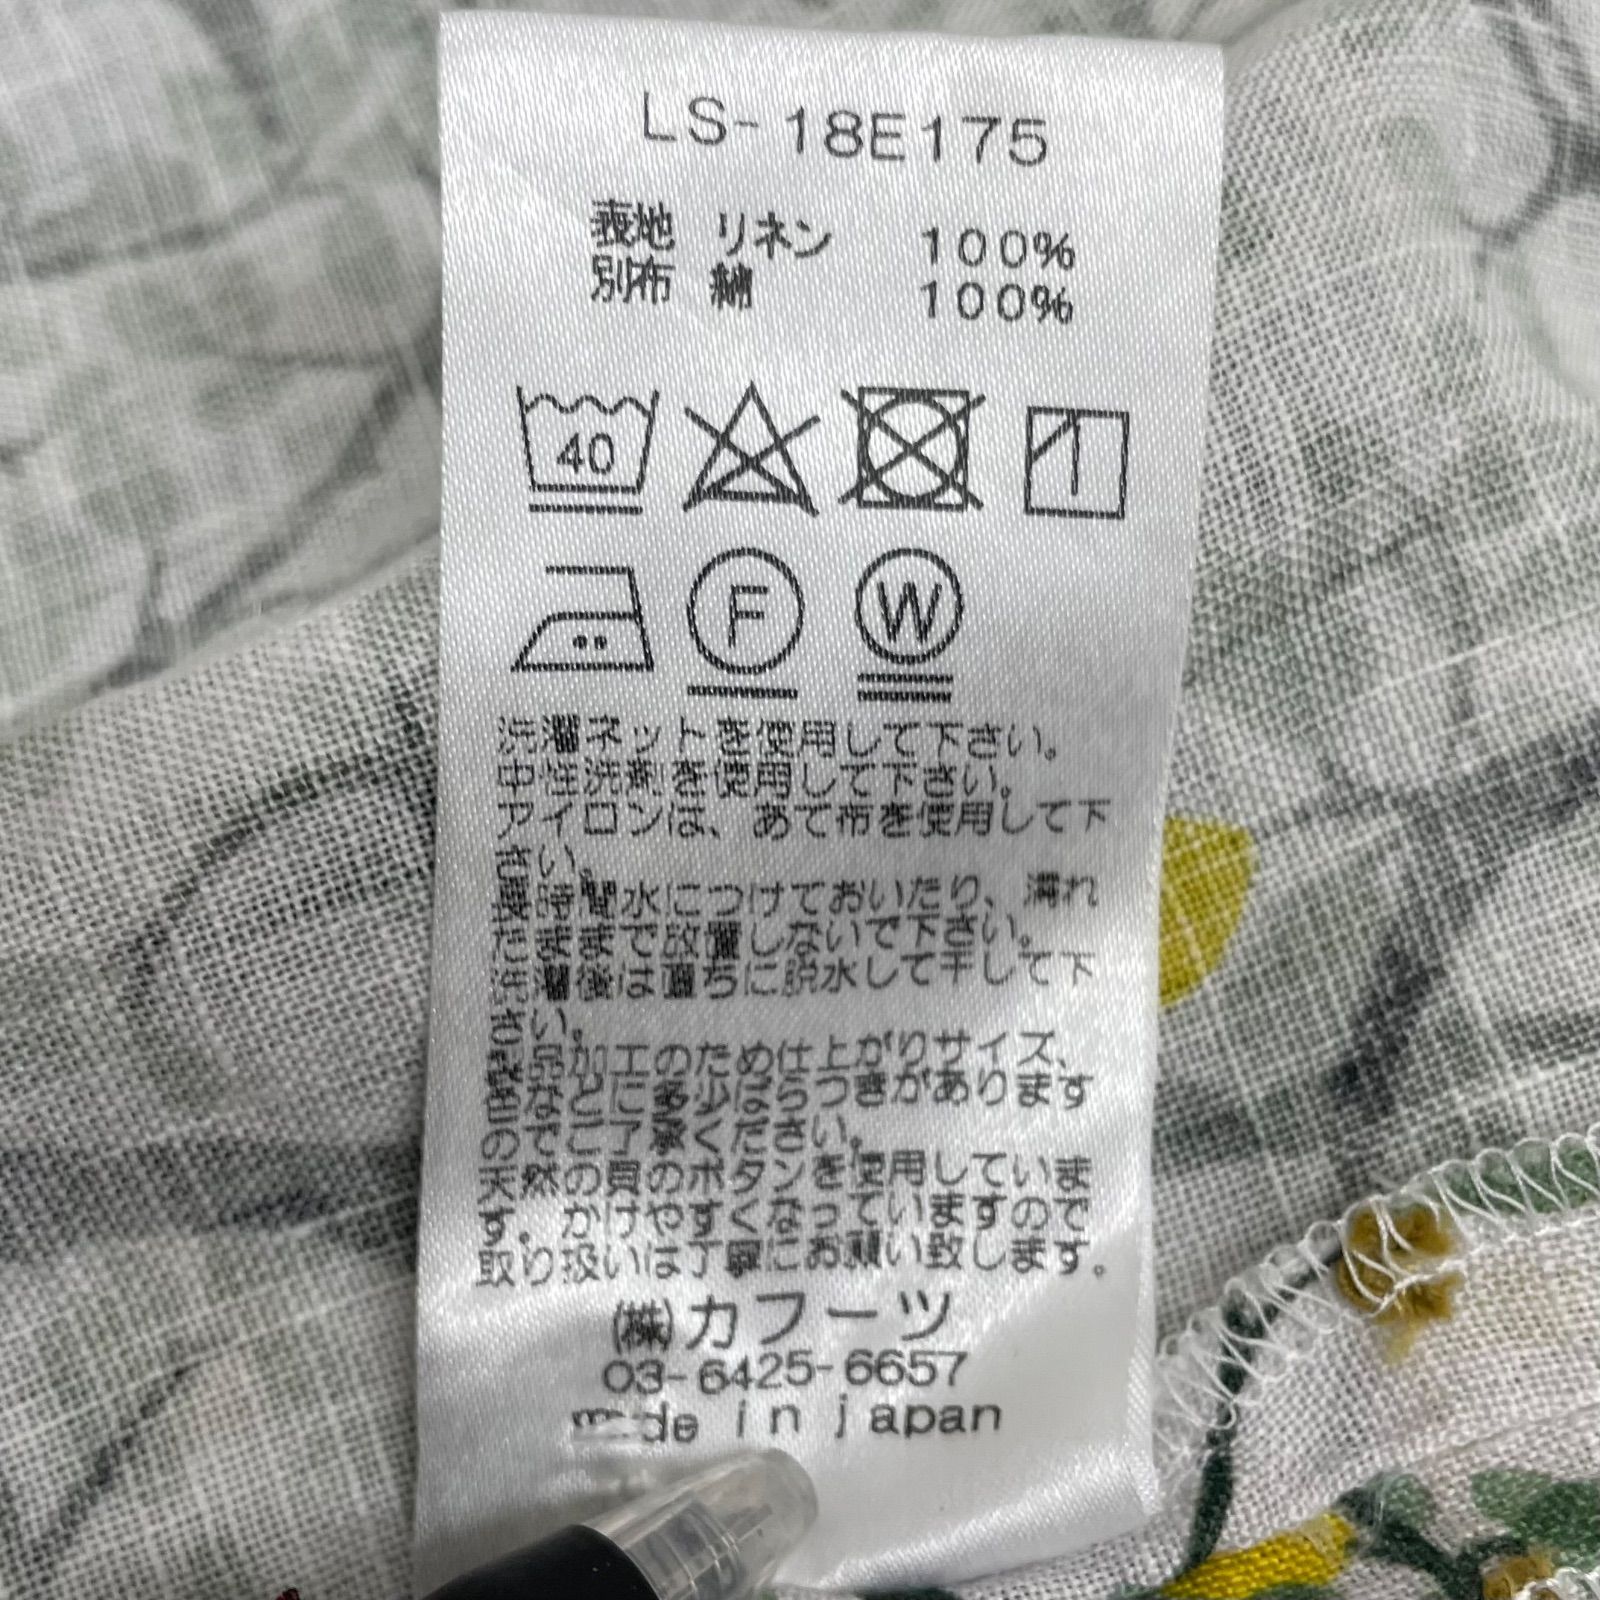 LS-18E175
表地 リネン 100%
別布 綿 100%
40
F
W
洗濯ネットを使用して下さい。
中性洗剤を使用して下さい。
アイロンは、あて布を使用して下
さい。
長時間水につけておいたり、濡れ
たままで放置しないで下さい。
洗濯後は直ちに脱水して干して下
さい。
製品加工のため仕上がりサイズ、
色などに多少ばらつきがあります
のでご了承ください。
天然の貝のボタンを使用していま
す。かけやすくなっていますので
取り扱いは丁寧にお願い致します。
(株)カフーツ
03-6425-6657
made in japan